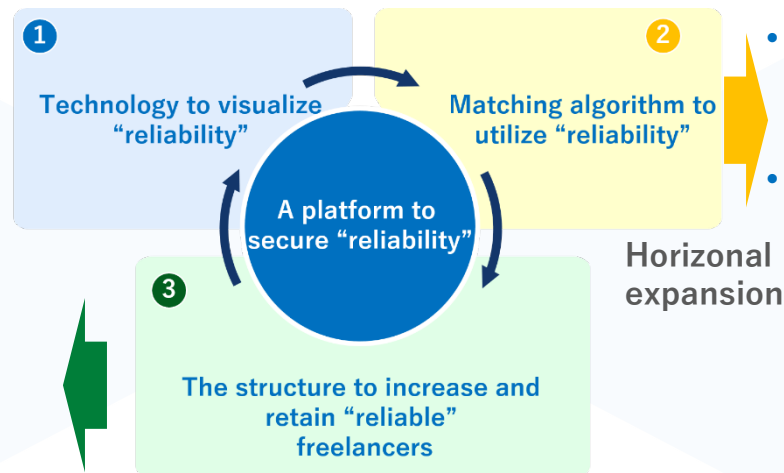 1
Technology to visualize
“reliability”
2
Matching algorithm to
utilize “reliability”
A platform to
secure “reliability”
3
The structure to increase and
retain “reliable”
freelancers
Horizonal
expansion
•
•